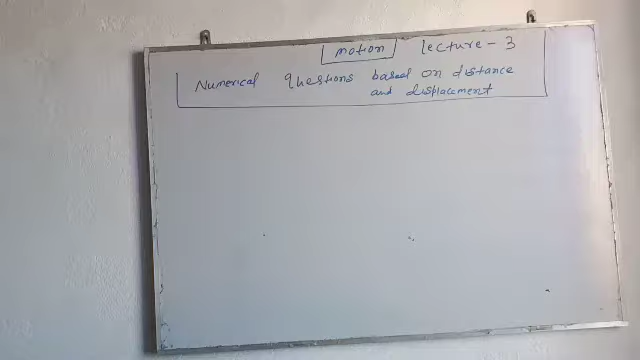 motion lecture - 3
Numerical Questions based on distance
and displacement